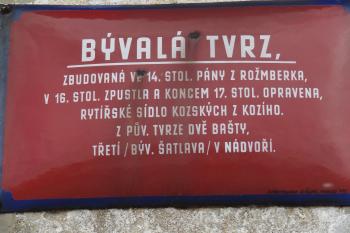 BÝVALÁ TVRZ,
ZBUDOVANÁ VE 14. STOL. PÁNY Z ROŽMBERKA,
V 16. STOL. ZPUSTLA A KONCEM 17. STOL. OPRAVENA,
RYTÍŘSKÉ SÍDLO KOZSKÝCH Z KOZÍHO.
Z PŮV. TVRZE DVĚ BAŠTY,
TŘETÍ /BÝV. ŠATLAVA/ V NÁDVOŘÍ.